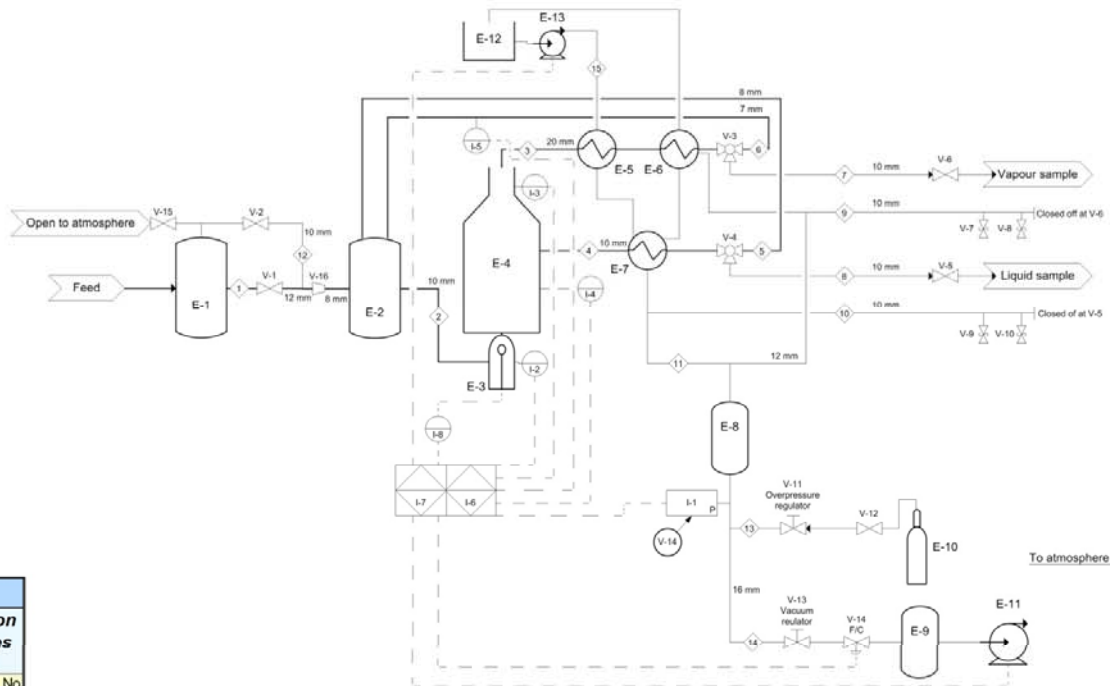 E-12
E-13
15
8 mm
7 mm
I-5
3
20 mm
E-5
E-6
V-3
6
7
10 mm
V-6
Vapour sample
I-3
9
10 mm
Closed off at V-6
V-7
V-8
Open to atmosphere
V-15
V-2
10 mm
12
E-4
4
10 mm
E-7
V-4
5
8
10 mm
V-5
Liquid sample
Feed
E-1
1
V-1
12 mm
V-16
8 mm
E-2
10 mm
2
I-4
10
10 mm
Closed of at V-5
V-9
V-10
E-3
I-2
11
12 mm
I-8
E-8
I-7
I-6
I-1
P
V-14
V-11
Overpressure
regulator
13
V-12
E-10
To atmosphere
16 mm
V-13
Vacuum
reulator
14
V-14
F/C
E-9
E-11
on
es
No